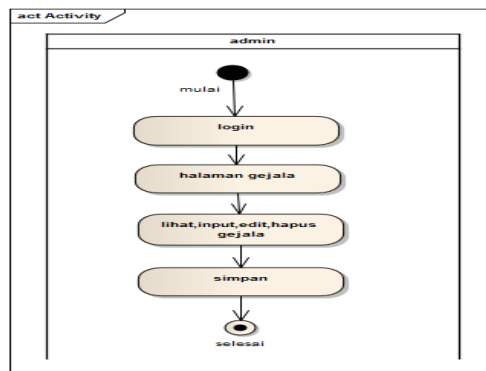 act Activity
admin
mulai
login
halaman gejala
lihat,input,edit,hapus
gejala
simpan
selesai